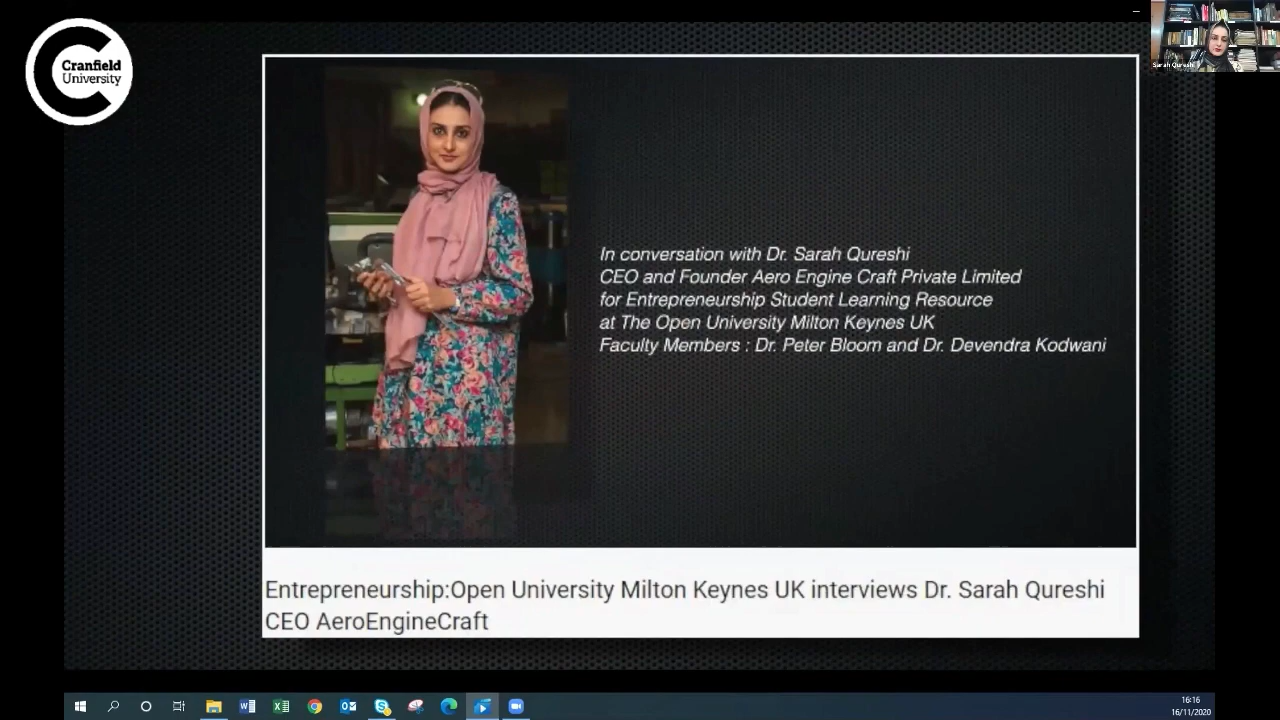 Cranfield
University
Sarah Qureshi
In conversation with Dr. Sarah Qureshi
CEO and Founder Aero Engine Craft Private Limited
for Entrepreneurship Student Learning Resource
at The Open University Milton Keynes UK
Faculty Members : Dr. Peter Bloom and Dr. Devendra Kodwani
Entrepreneurship:Open University Milton Keynes UK interviews Dr. Sarah Qureshi
CEO AeroEngineCraft
16:16
16/11/2020